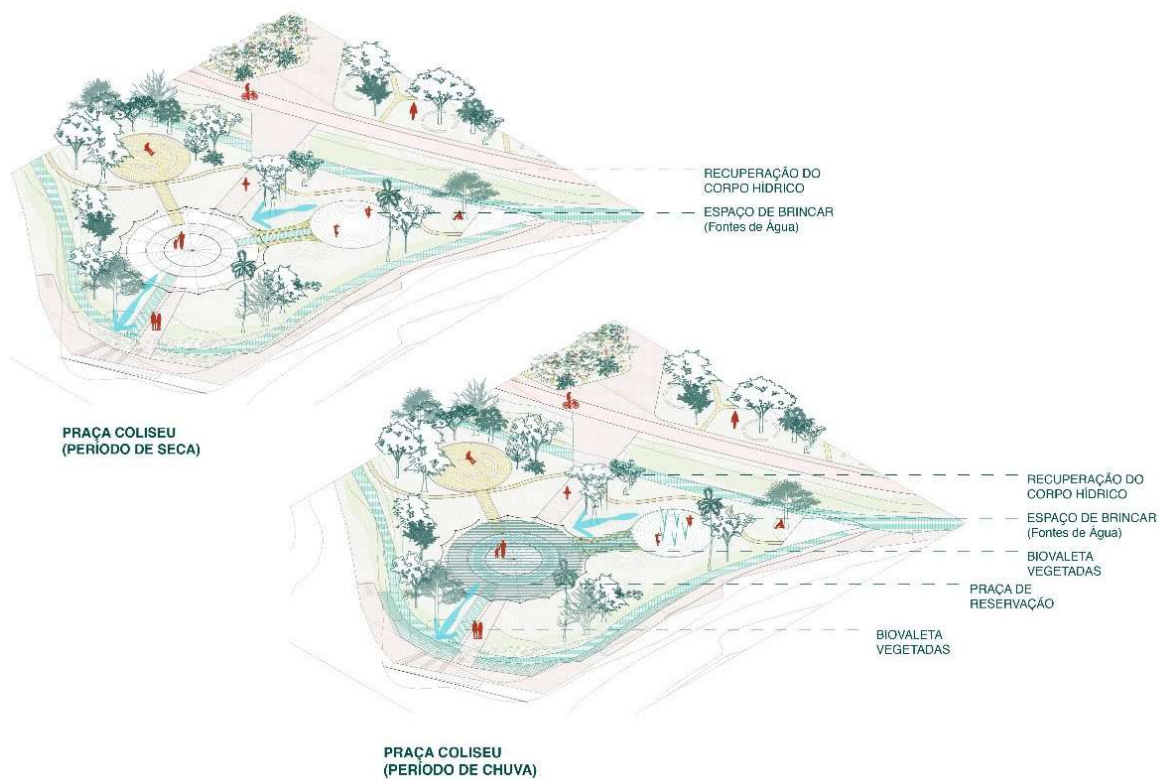 RECUPERAÇÃO DO
CORPO HÍDRICO
ESPAÇO DE BRINCAR
(Fontes de Água)
PRAÇA COLISEU
(PERÍODO DE SECA)
RECUPERAÇÃO DO
CORPO HÍDRICO
ESPAÇO DE BRINCAR
(Fontes de Água)
BIOVALETA
VEGETADAS
PRAÇA DE
RESERVAÇÃO
BIOVALETA
VEGETADAS
PRAÇA COLISEU
(PERÍODO DE CHUVA)